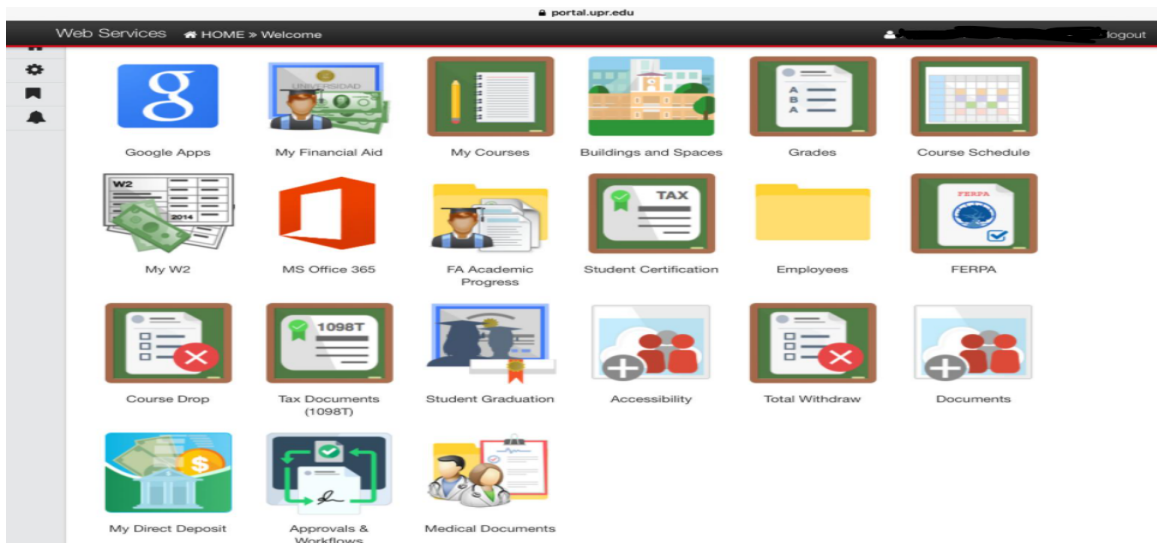 portal.upr.edu
Web Services HOME » Welcome logout
UNIVERSIDAD
A
B
A
Google Apps My Financial Aid My Courses Buildings and Spaces Grades Course Schedule
W2
2014
TAX
FERPA
My W2 MS Office 365 FA Academic Progress Student Certification Employees FERPA
1098T
Course Drop Tax Documents (1098T) Student Graduation Accessibility Total Withdraw Documents
My Direct Deposit Approvals & Workflows Medical Documents